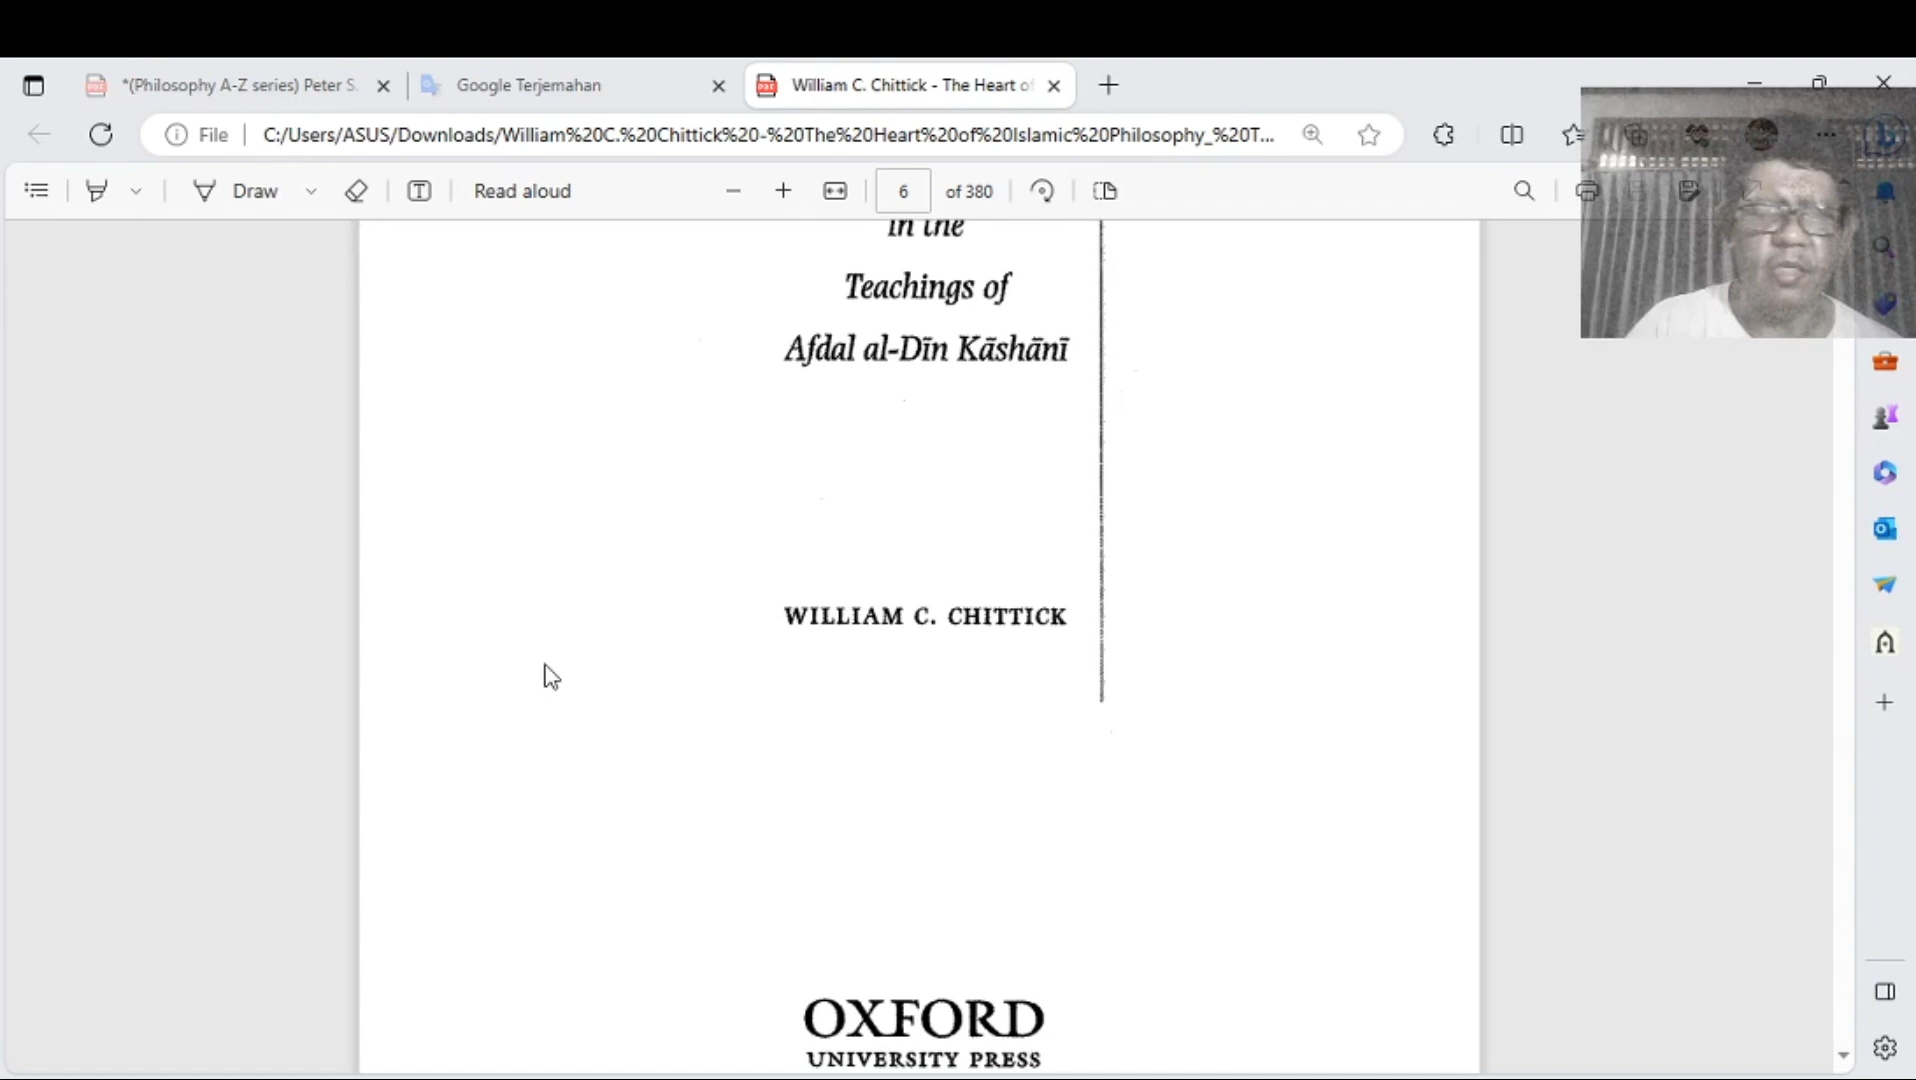 *(Philosophy A-Z series) Peter S.
Google Terjemahan
William C. Chittick - The Heart of
File
C:/Users/ASUS/Downloads/William%20C.%20Chittick%20-%20The%20Heart%20of%20Islamic%20Philosophy_%20T...
Draw
Read aloud
6
of 380
in the
Teachings of
Afdal al-Dīn Kāshānī
WILLIAM C. CHITTICK
OXFORD
UNIVERSITY PRESS